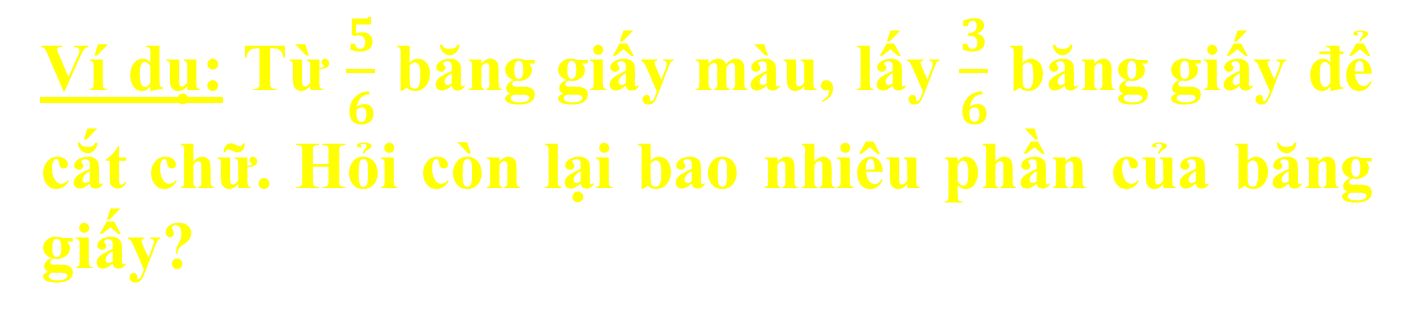 Ví dụ: Từ 5/6 băng giấy màu, lấy 3/6 băng giấy để
cắt chữ. Hỏi còn lại bao nhiêu phần của băng
giấy?